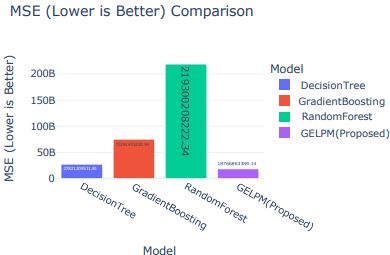 MSE (Lower is Better) Comparison
MSE (Lower is Better)
200B
150B
100B
50B
0
219300208222.34
18766863389.14
DecisionTree
GradientBoosting
RandomForest
GELPM(Proposed)
Model
Model
DecisionTree
GradientBoosting
RandomForest
GELPM(Proposed)